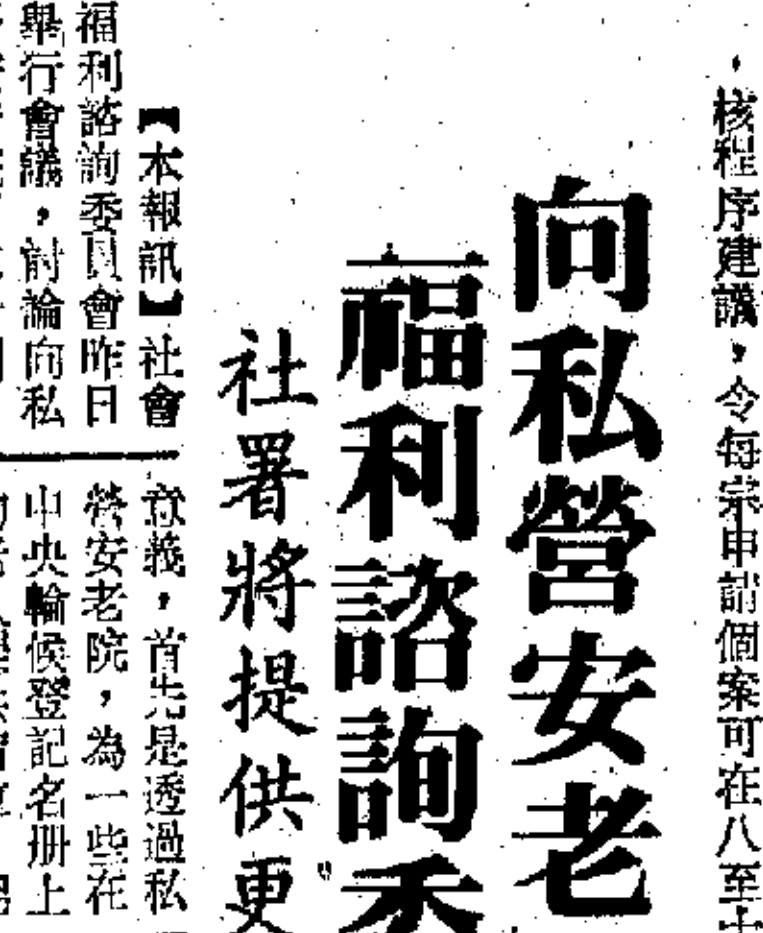 ，核程序建議，令每宗申請個案可在八至
向私營安老
福利諮詢委
社署將提供更
【本報訊】社會
福利諮詢委員會昨日
舉行會議，討論向私
意義，首先是透過私
營安老院，為一些在
中央輪候登記名册上